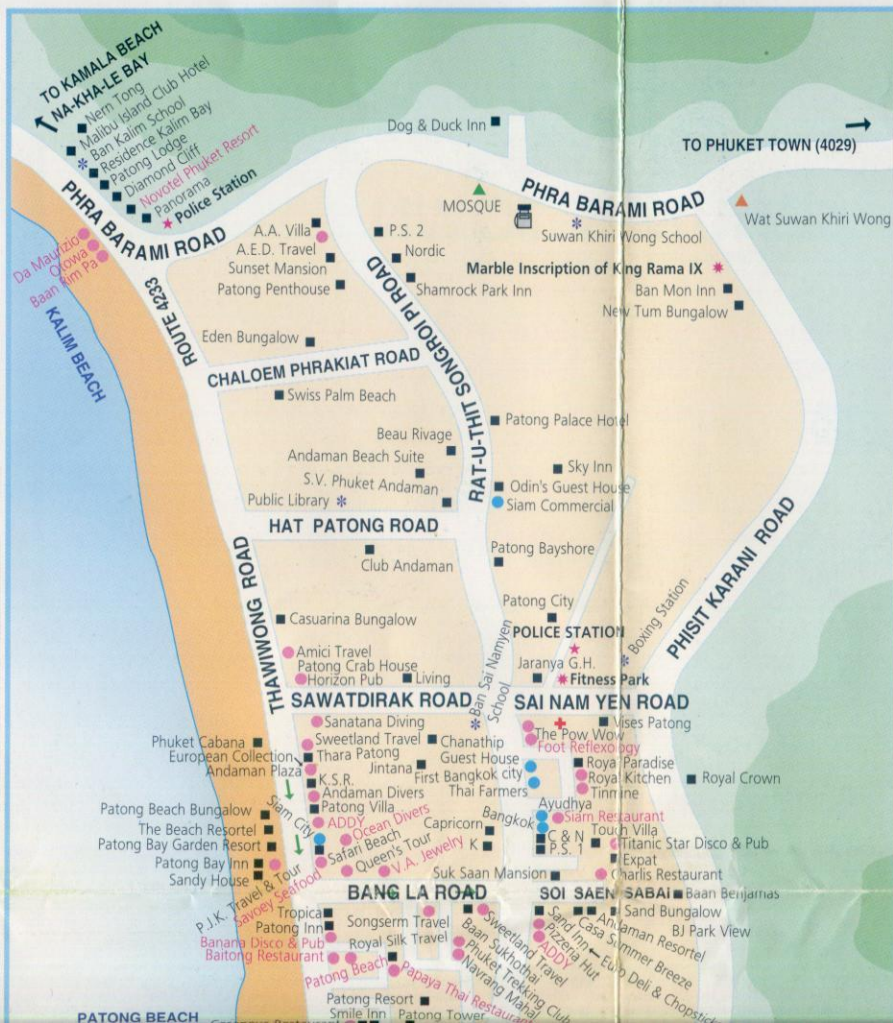 TO KAMALA BEACH
NA-KHA-LE BAY
Nern Tong
Malibu Island Club Hotel
Ban Kalim School
Residence Kalim Bay
Patong Lodge
Diamond Cliff
Novotel Phuket Resort
Panorama
Police Station
PHRA BARAMI ROAD
Da Maurizio
Otowa
Baan Rim Pa
KALIM BEACH
ROUTE 4233
Dog & Duck Inn
TO PHUKET TOWN (4029)
MOSQUE
PHRA BARAMI ROAD
Suwan Khiri Wong School
Wat Suwan Khiri Wong
A.A. Villa
A.E.D. Travel
Sunset Mansion
Patong Penthouse
P.S. 2
Nordic
Shamrock Park Inn
Marble Inscription of King Rama IX
Ban Mon Inn
New Tum Bungalow
Eden Bungalow
CHALOEM PHRAKIAT ROAD
RAT-U-THIT SONGROI PI ROAD
Swiss Palm Beach
Beau Rivage
Andaman Beach Suite
S.V. Phuket Andaman
Public Library
Patong Palace Hotel
Sky Inn
Odin's Guest House
Siam Commercial
HAT PATONG ROAD
Club Andaman
Patong Bayshore
THAWIWONG ROAD
PHISIT KARANI ROAD
Casuarina Bungalow
Patong City
POLICE STATION
Boxing Station
Amici Travel
Patong Crab House
Horizon Pub
Living
Ban Sai Namyen
School
Jaranya G.H.
Fitness Park
SAWATDIRAK ROAD
SAI NAM YEN ROAD
Sanatana Diving
Vises Patong
The Pow Wow
Foot Reflexology
Phuket Cabana
Sweetland Travel
Chanathip
European Collection
Thara Patong
Guest House
Andaman Plaza
Jintana
First Bangkok city
Royal Paradise
K.S.R.
Thai Farmers
Royal Kitchen
Royal Crown
Andaman Divers
Tinmine
Patong Beach Bungalow
Siam City
Patong Villa
Ayudhya
ADDY
Bangkok
Siam Restaurant
The Beach Resortel
Ocean Divers
Capricorn
Touch Villa
Patong Bay Garden Resort
Safari Beach
K
C & N
P.S. 1
Titanic Star Disco & Pub
Patong Bay Inn
Queen's Tour
Expat
Sandy House
V.A. Jewelry
Suk Saan Mansion
Charlis Restaurant
P.J.K. Travel & Tour
Savoey Seafood
BANG LA ROAD
SOI SAEN SABAI
Baan Benjamas
Tropica
Songserm Travel
Sand Bungalow
Patong Inn
Royal Silk Travel
BJ Park View
Banana Disco & Pub
Baitong Restaurant
Patong Beach
Papaya Thai Restaurant
Sweetland Travel
Baan Sukhothai
Phuket Trekking Club
Navrang Mahal
Sand Inn
Pizzeria Hut
ADDY
Andaman Resortel
Casa Summer Breeze
Euro Deli & Chopstick
Patong Resort
Smile Inn
Patong Tower
PATONG BEACH